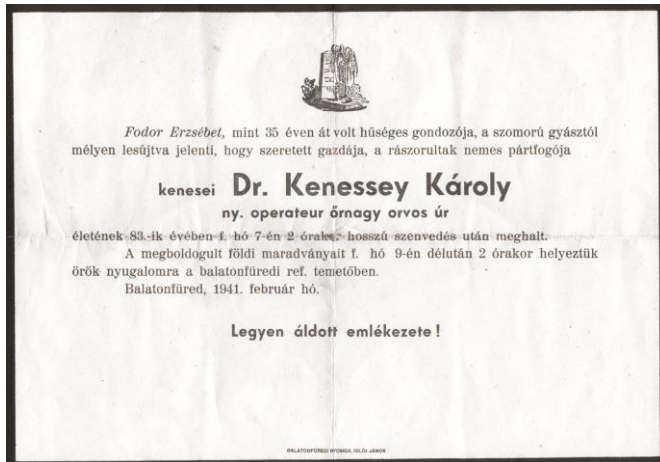 Fodor Erzsébet, mint 35 éven át volt hűséges gondozója, a szomorú gyásztól
mélyen lesújtva jelenti, hogy szeretett gazdája, a rászorultak nemes pártfogója
kenesei Dr. Kenessey Károly
ny. operateur őrnagy orvos úr
életének 83.-ik évében f. hó 7-én 2 órakor hosszú szenvedés után meghalt.
A megboldogult földi maradványait f. hó 9-én délután 2 órakor helyeztük
örök nyugalomra a balatonfüredi ref. temetőben.
Balatonfüred, 1941. február hó.
Legyen áldott emlékezete!
BALATONFÜREDI NYOMDA, JÁNOS